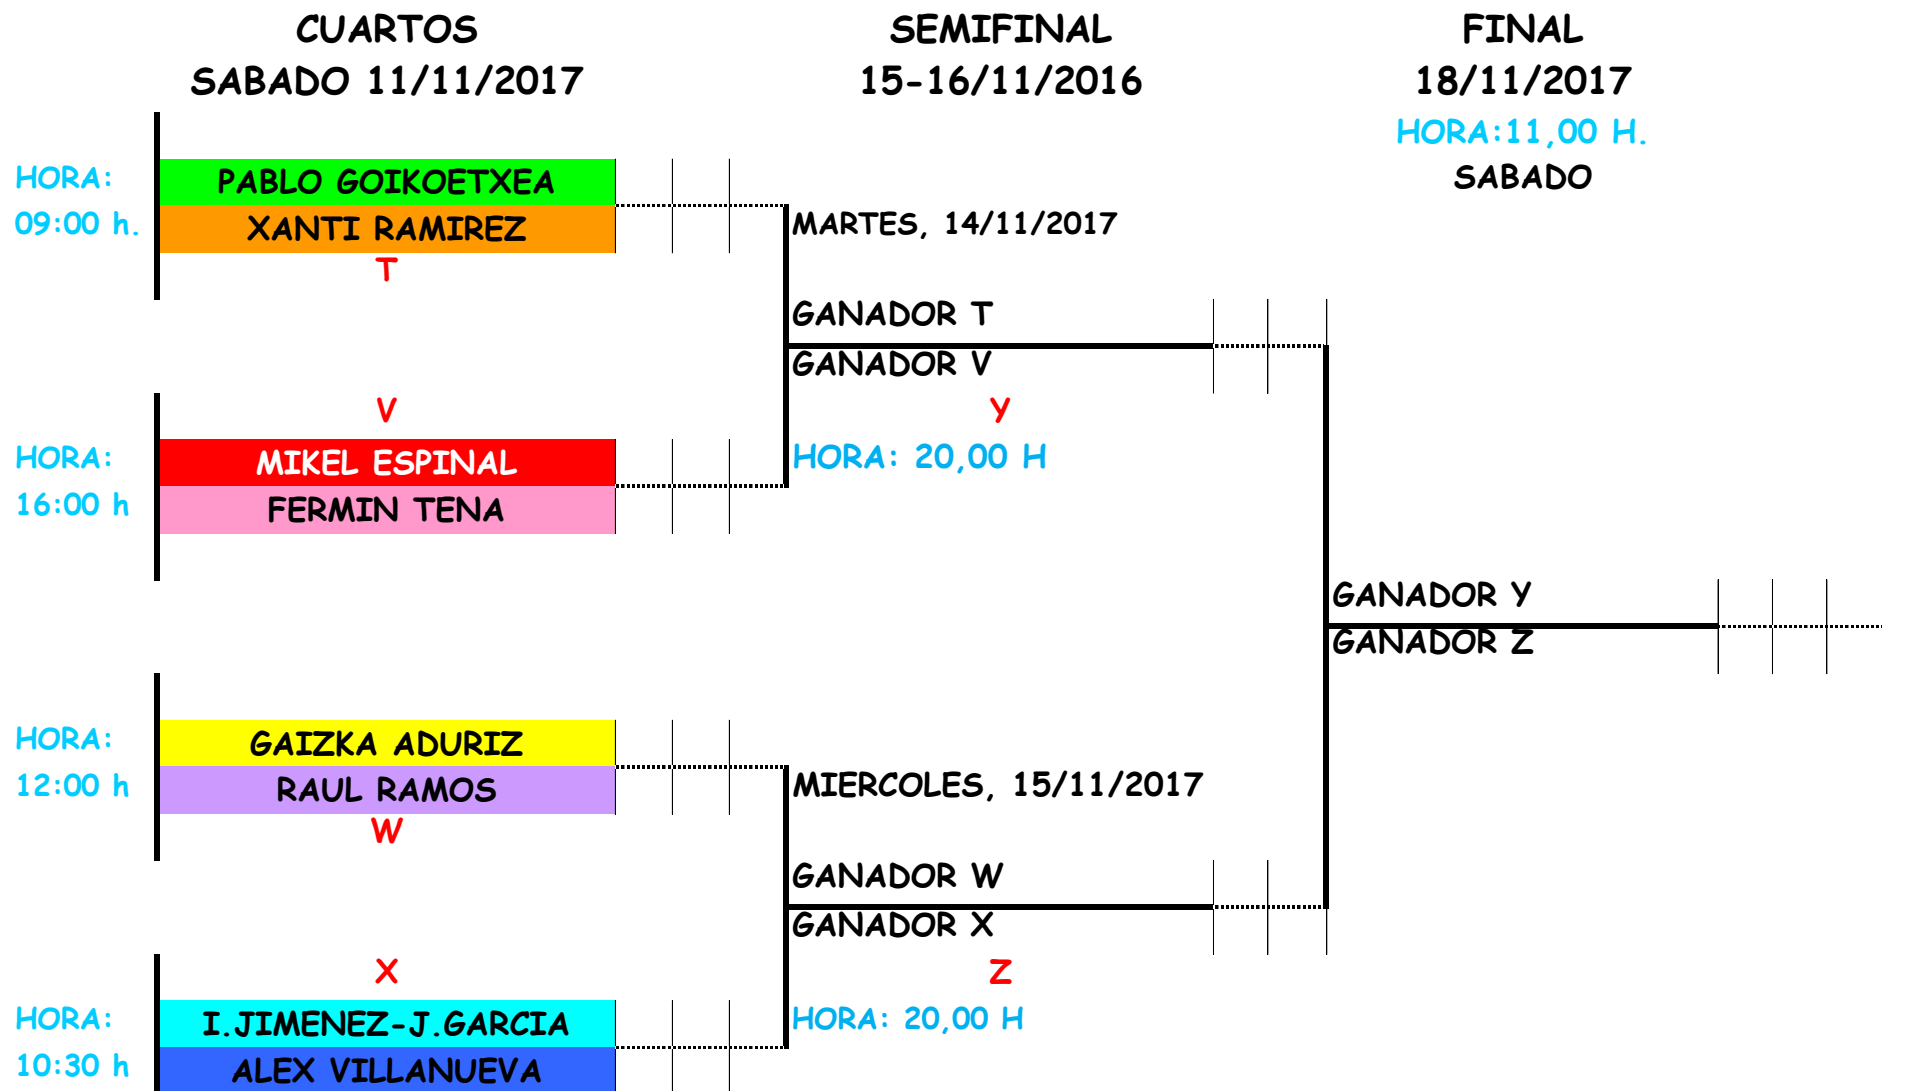 CUARTOS
SABADO 11/11/2017
SEMIFINAL
15-16/11/2016
FINAL
18/11/2017
HORA:11,00 H.
SABADO
HORA:
09:00 h.
PABLO GOIKOETXEA
XANTI RAMIREZ
T
MARTES, 14/11/2017
GANADOR T
GANADOR V
Y
HORA: 20,00 H
V
HORA:
16:00 h
MIKEL ESPINAL
FERMIN TENA
GANADOR Y
GANADOR Z
HORA:
12:00 h
GAIZKA ADURIZ
RAUL RAMOS
W
MIERCOLES, 15/11/2017
GANADOR W
GANADOR X
Z
HORA: 20,00 H
X
HORA:
10:30 h
I.JIMENEZ-J.GARCIA
ALEX VILLANUEVA